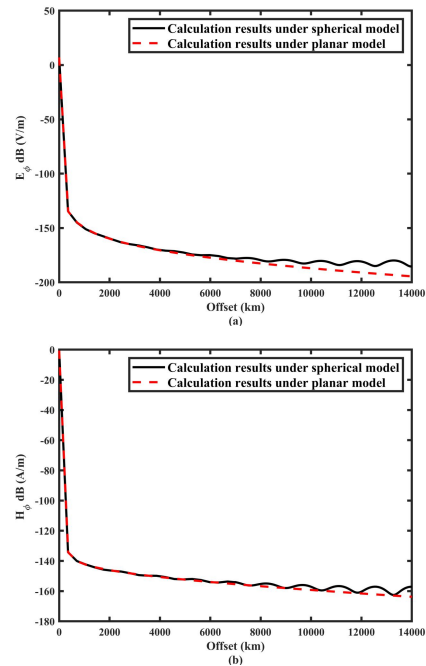 50
0
-50
-100
-150
-200
E_ϕ dB (V/m)
Calculation results under spherical model
Calculation results under planar model
0 2000 4000 6000 8000 10000 12000 14000
Offset (km)
(a)
0
-20
-40
-60
-80
-100
-120
-140
-160
-180
H_ϕ dB (A/m)
Calculation results under spherical model
Calculation results under planar model
0 2000 4000 6000 8000 10000 12000 14000
Offset (km)
(b)